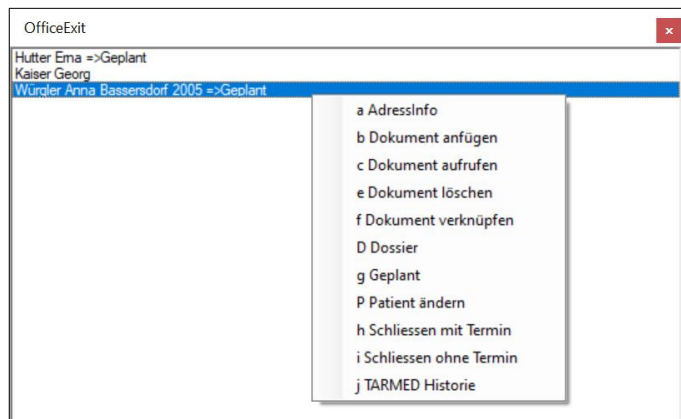 OfficeExit
x
Hutter Erna =>Geplant
Kaiser Georg
Würgler Anna Bassersdorf 2005 =>Geplant
a AdressInfo
b Dokument anfügen
c Dokument aufrufen
e Dokument löschen
f Dokument verknüpfen
D Dossier
g Geplant
P Patient ändern
h Schliessen mit Termin
i Schliessen ohne Termin
j TARMED Historie